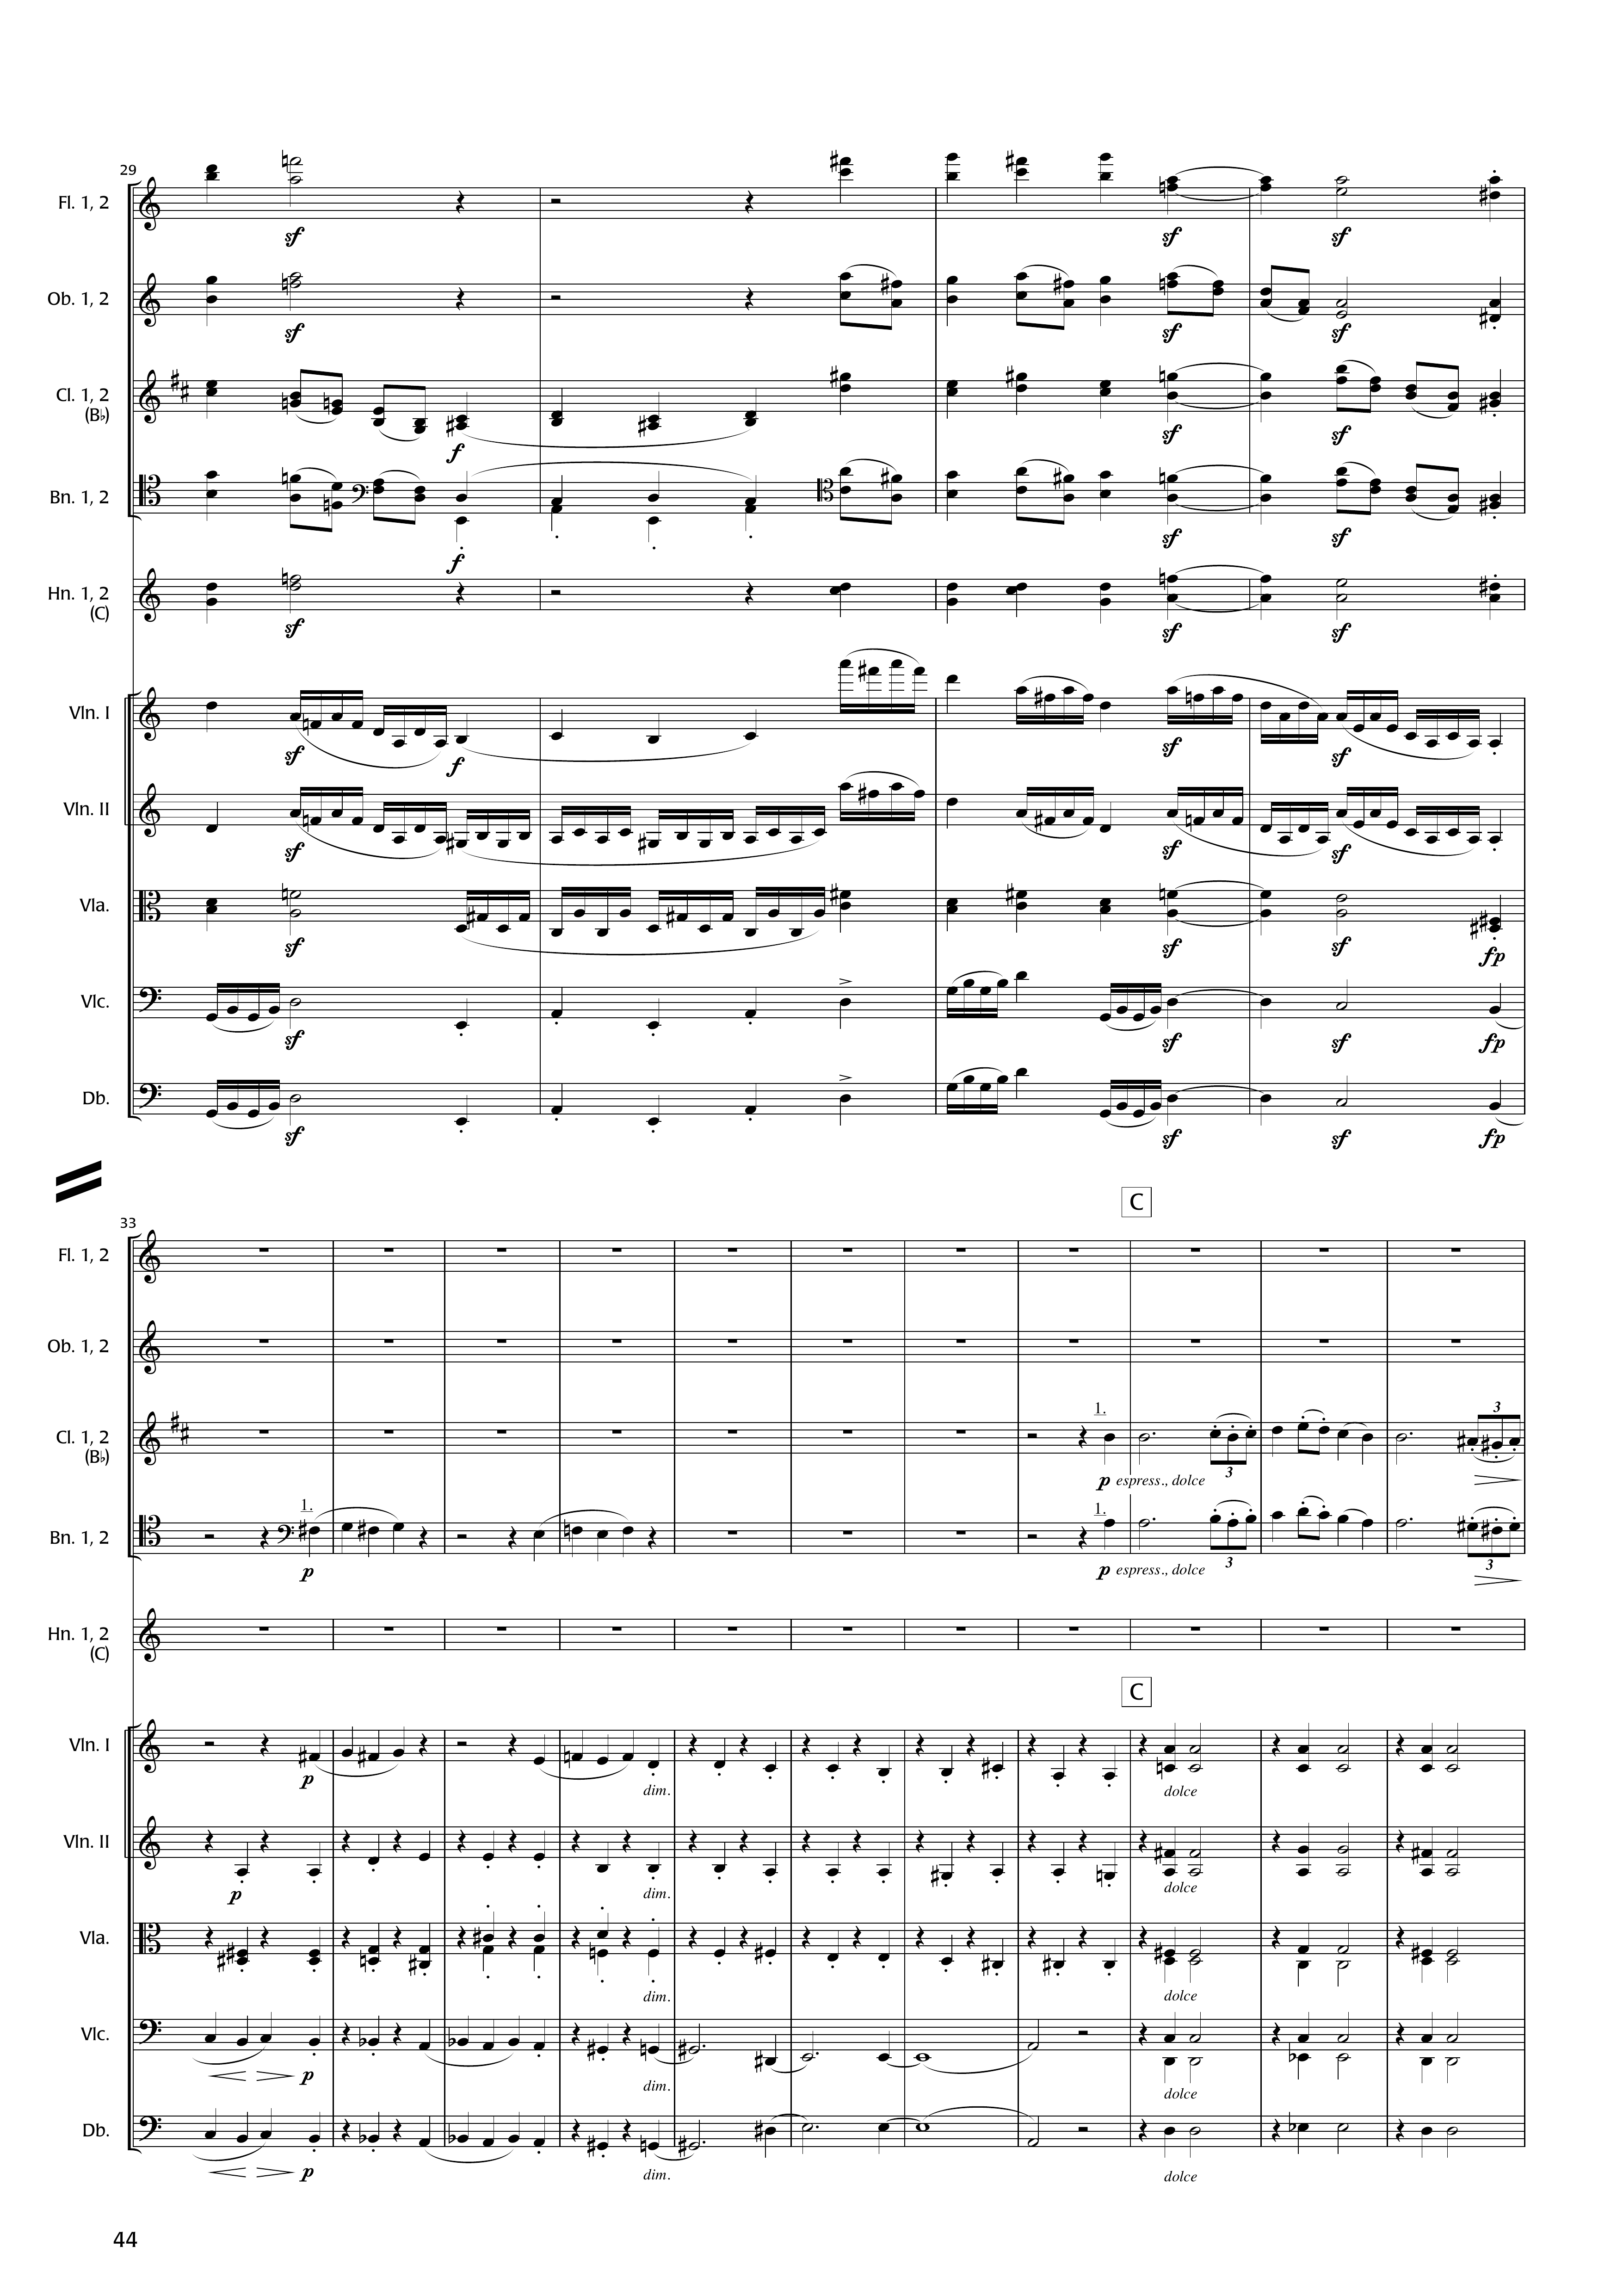 29
Fl. 1, 2
sf sf sf
Ob. 1, 2
sf sf sf
Cl. 1, 2
(B♭)
f sf sf
Bn. 1, 2
f sf sf
Hn. 1, 2
(C)
sf sf sf
Vln. I
sf f sf sf
Vln. II
sf sf sf
Vla.
sf sf sf fp
Vlc.
sf sf sf fp
Db.
sf sf sf fp
C
33
Fl. 1, 2
Ob. 1, 2
1. 3
Cl. 1, 2
(B♭)
p espress., dolce 3
1. 1.
Bn. 1, 2
p p espress., dolce 3 3
Hn. 1, 2
(C)
C
Vln. I
p dim. dolce
Vln. II
p dim. dolce
Vla.
dim. dolce
Vlc.
p dim. dolce
Db.
p dim. dolce
44